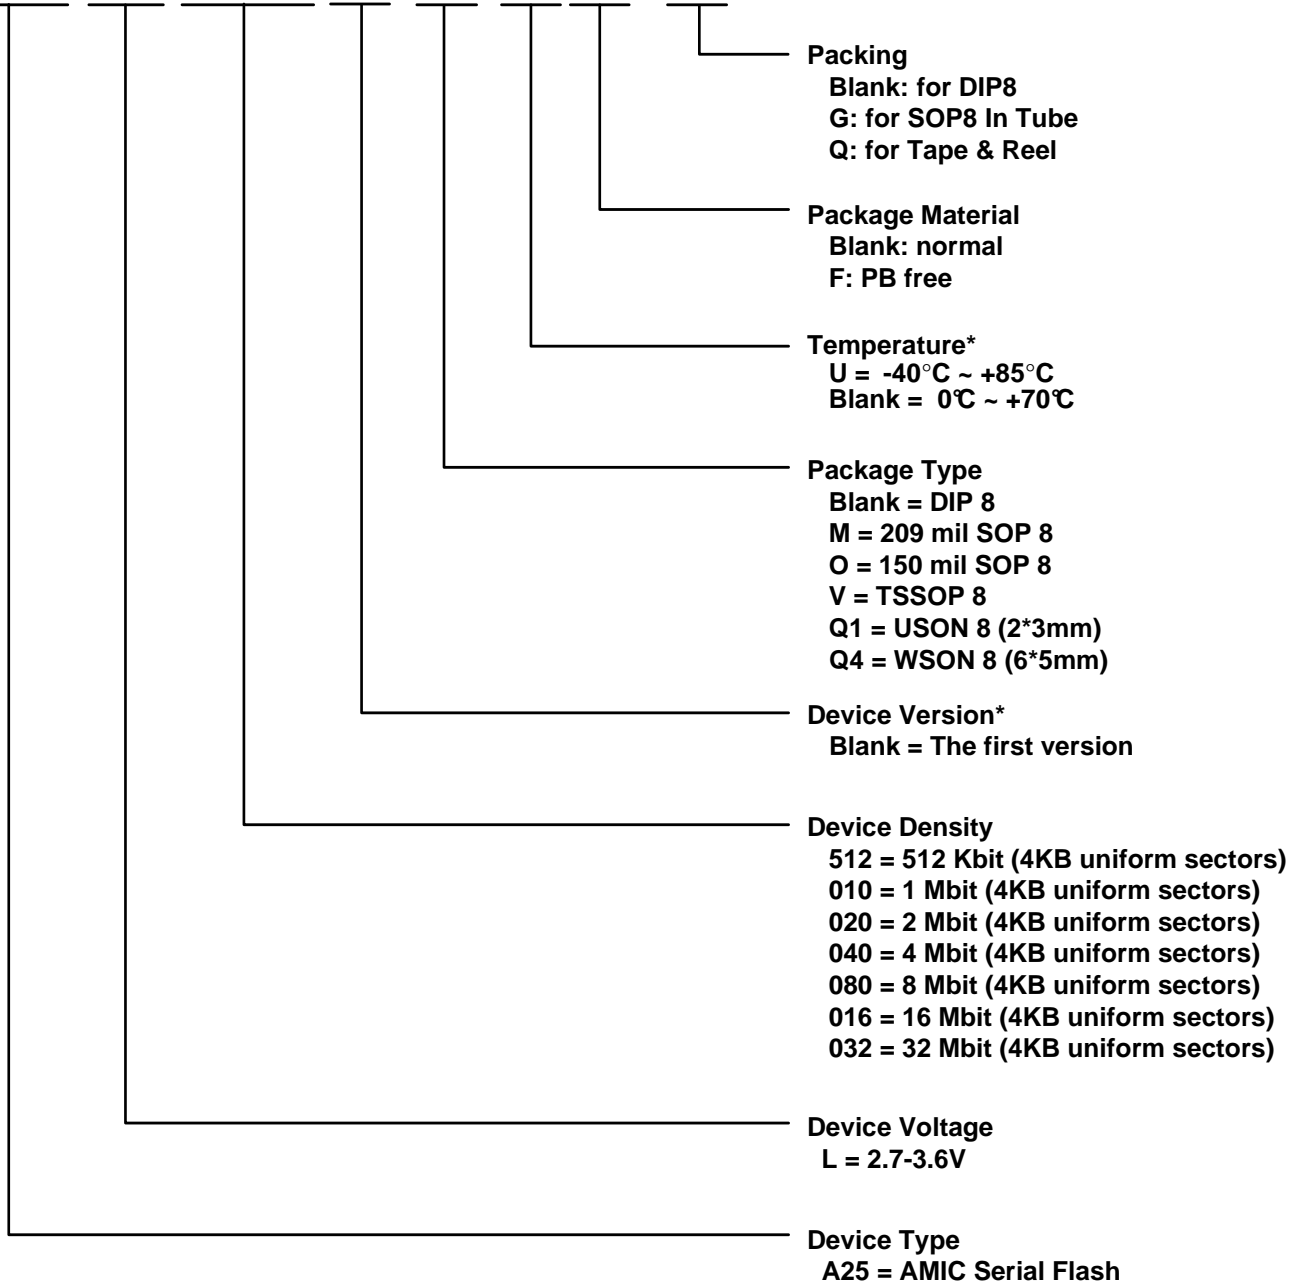 Packing
Blank: for DIP8
G: for SOP8 In Tube
Q: for Tape & Reel
Package Material
Blank: normal
F: PB free
Temperature*
U = -40°C ~ +85°C
Blank = 0℃ ~ +70℃
Package Type
Blank = DIP 8
M = 209 mil SOP 8
O = 150 mil SOP 8
V = TSSOP 8
Q1 = USON 8 (2*3mm)
Q4 = WSON 8 (6*5mm)
Device Version*
Blank = The first version
Device Density
512 = 512 Kbit (4KB uniform sectors)
010 = 1 Mbit (4KB uniform sectors)
020 = 2 Mbit (4KB uniform sectors)
040 = 4 Mbit (4KB uniform sectors)
080 = 8 Mbit (4KB uniform sectors)
016 = 16 Mbit (4KB uniform sectors)
032 = 32 Mbit (4KB uniform sectors)
Device Voltage
L = 2.7-3.6V
Device Type
A25 = AMIC Serial Flash